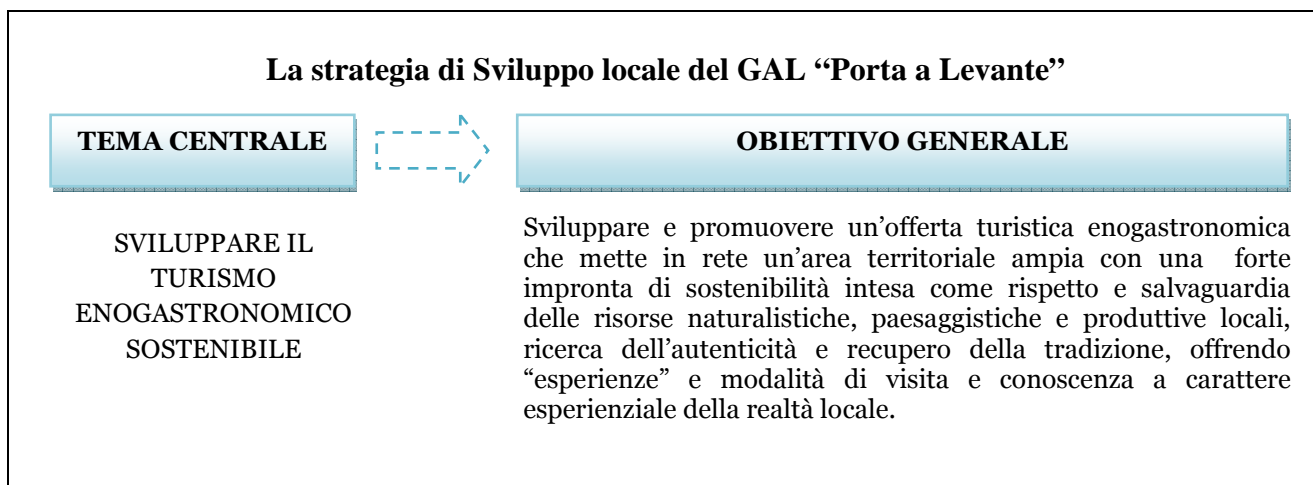 La strategia di Sviluppo locale del GAL “Porta a Levante”
TEMA CENTRALE
OBIETTIVO GENERALE
SVILUPPARE IL
TURISMO
ENOGASTRONOMICO
SOSTENIBILE
Sviluppare e promuovere un’offerta turistica enogastronomica
che mette in rete un’area territoriale ampia con una forte
impronta di sostenibilità intesa come rispetto e salvaguardia
delle risorse naturalistiche, paesaggistiche e produttive locali,
ricerca dell’autenticità e recupero della tradizione, offrendo
“esperienze” e modalità di visita e conoscenza a carattere
esperienziale della realtà locale.